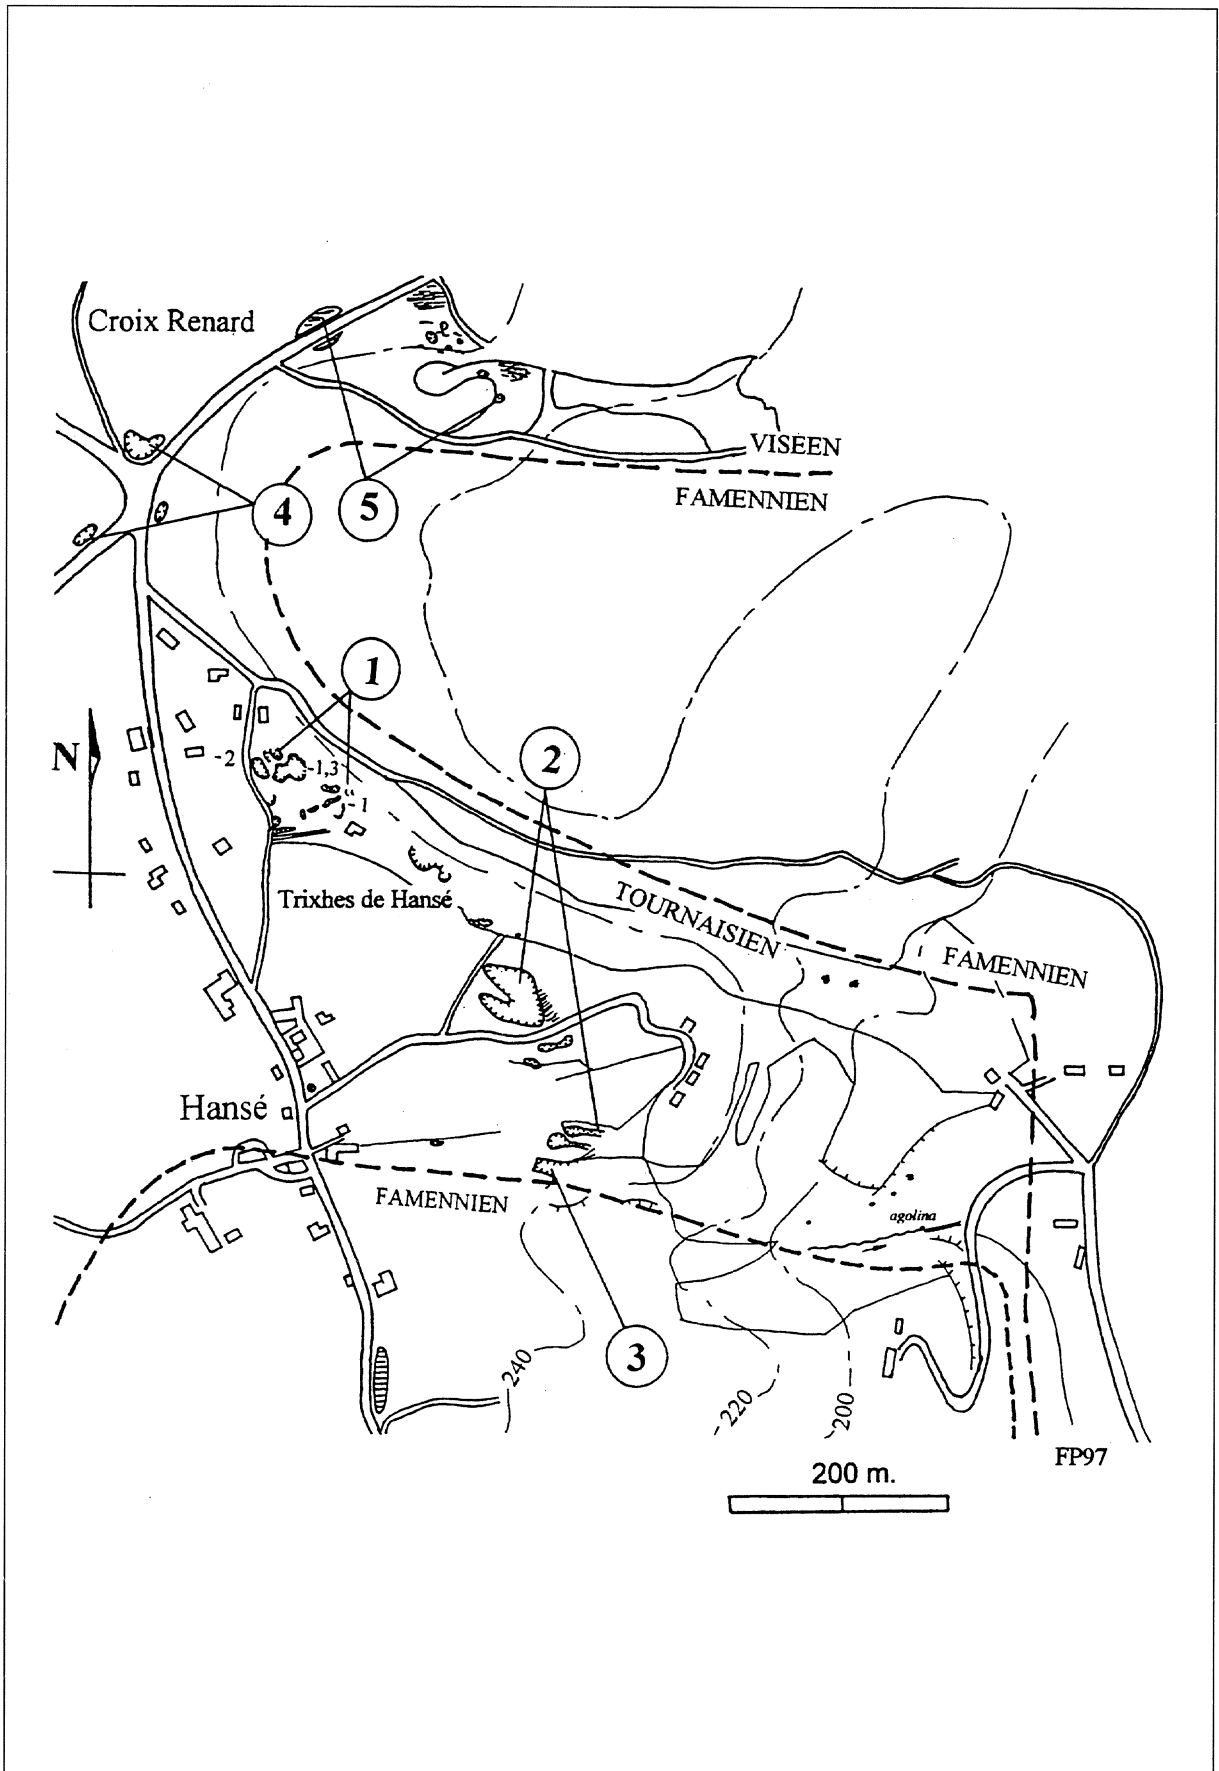 Croix Renard
VISEEN
FAMENNIEN
4
5
1
N
2
-2
-1,3
-1
Trixhes de Hansé
TOURNAISIEN
FAMENNIEN
Hansé
FAMENNIEN
agolina
3
240
220
200
FP97
200 m.